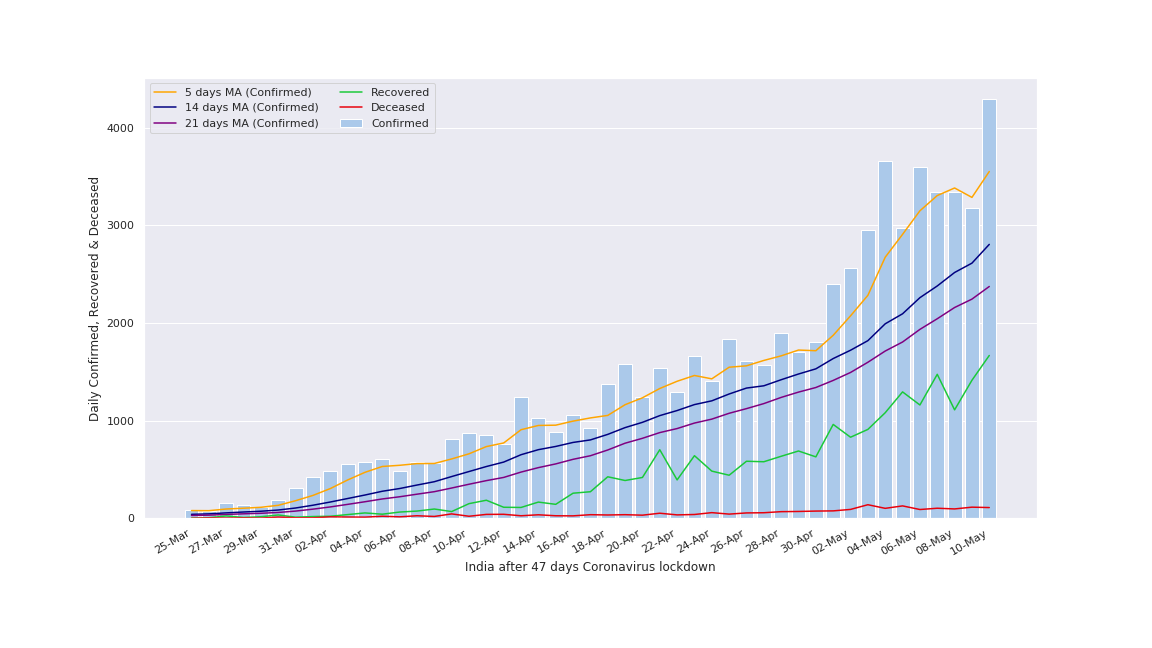 5 days MA (Confirmed)
14 days MA (Confirmed)
21 days MA (Confirmed)
Recovered
Deceased
Confirmed
Daily Confirmed, Recovered & Deceased
4000
3000
2000
1000
0
25-Mar
27-Mar
29-Mar
31-Mar
02-Apr
04-Apr
06-Apr
08-Apr
10-Apr
12-Apr
14-Apr
16-Apr
18-Apr
20-Apr
22-Apr
24-Apr
26-Apr
28-Apr
30-Apr
02-May
04-May
06-May
08-May
10-May
India after 47 days Coronavirus lockdown